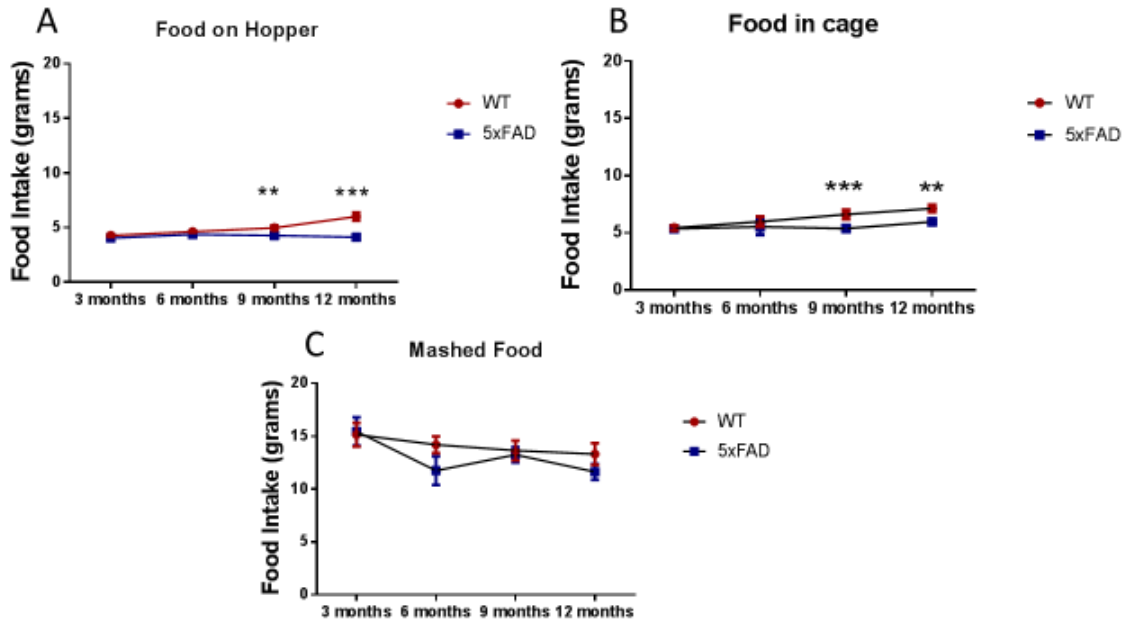 A
Food on Hopper
Food Intake (grams)
20
15
10
5
0
** ***
3 months 6 months 9 months 12 months
WT
5xFAD
B
Food in cage
Food Intake (grams)
20
15
10
5
0
*** **
3 months 6 months 9 months 12 months
WT
5xFAD
C
Mashed Food
Food Intake (grams)
20
15
10
5
0
3 months 6 months 9 months 12 months
WT
5xFAD